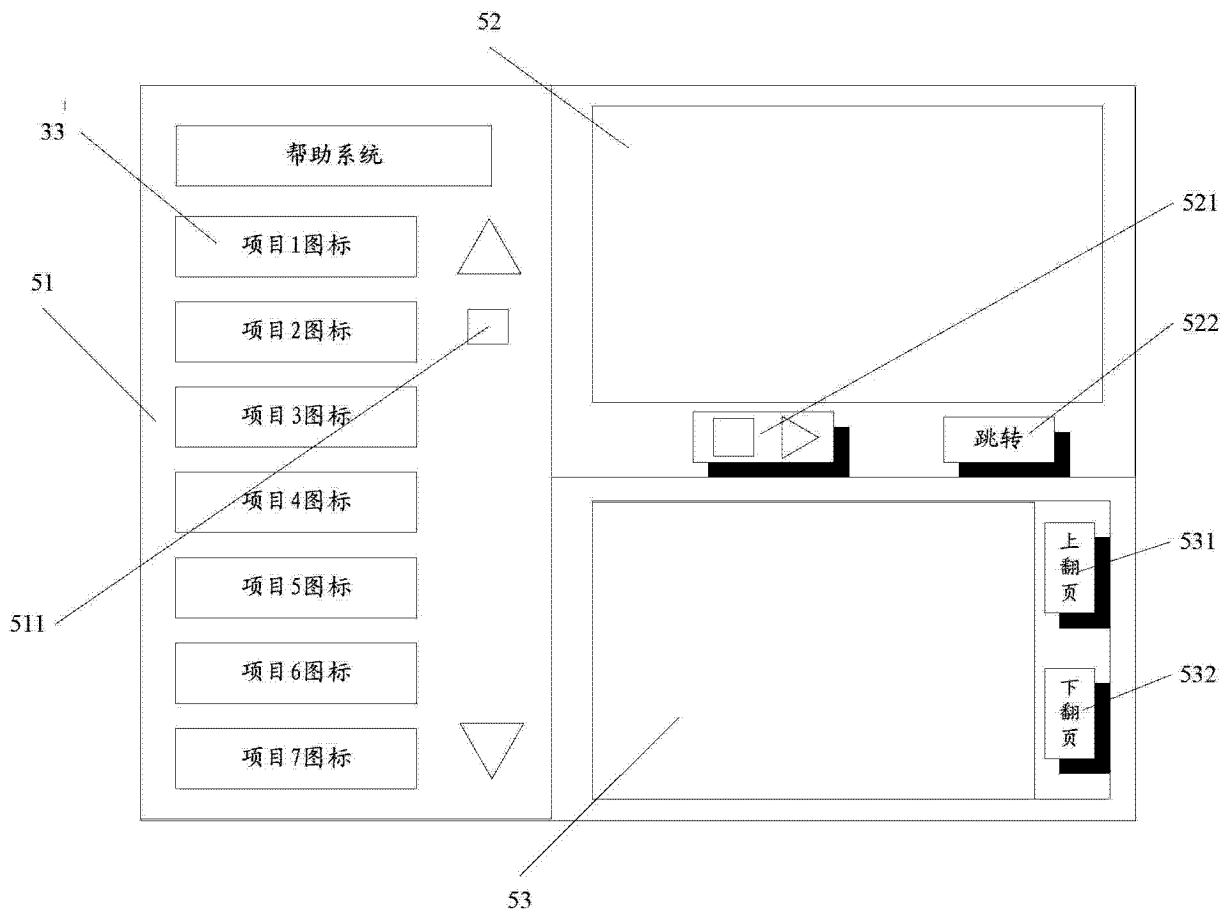 52
33
帮助系统
521
项目1图标
51
项目2图标
522
项目3图标
跳转
项目4图标
上翻页
531
项目5图标
511
项目6图标
下翻页
532
项目7图标
53